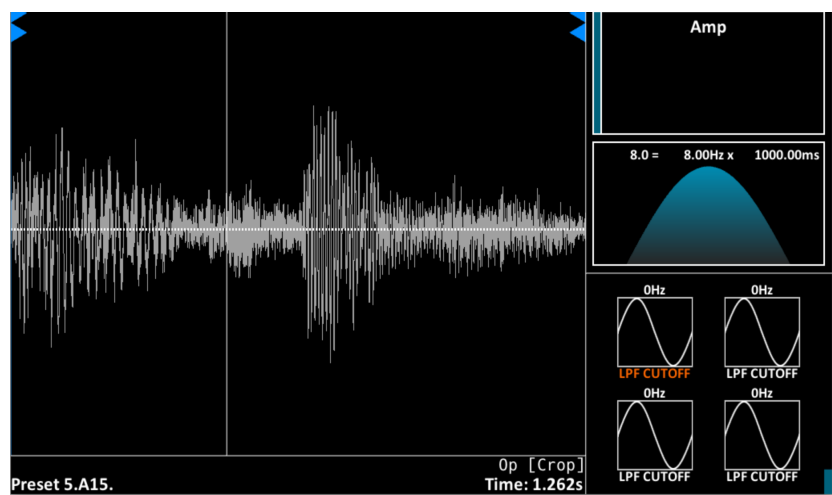 Amp
8.0 = 8.00Hz x 1000.00ms
0Hz 0Hz
LPF CUTOFF LPF CUTOFF
0Hz 0Hz
LPF CUTOFF LPF CUTOFF
Op [Crop]
Preset 5.A15. Time: 1.262s